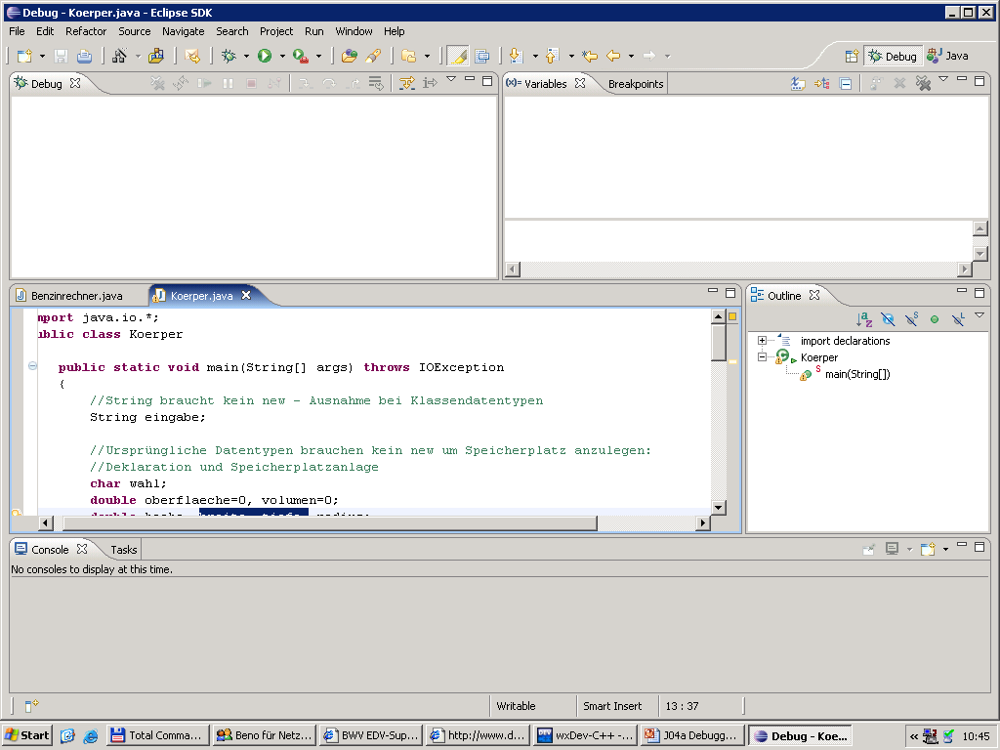 Debug - Koerper.java - Eclipse SDK
File Edit Refactor Source Navigate Search Project Run Window Help
Debug Java
Debug
(x)= Variables Breakpoints
Benzinrechner.java Koerper.java
mport java.io.*;
ublic class Koerper
public static void main(String[] args) throws IOException
{
//String braucht kein new - Ausnahme bei Klassendatentypen
String eingabe;
//Ursprüngliche Datentypen brauchen kein new um Speicherplatz anzulegen:
//Deklaration und Speicherplatzanlage
char wahl;
double oberflaeche=0, volumen=0;
double hoehe, breite, tiefe, radius;
Outline
import declarations
Koerper
main(String[])
Console Tasks
No consoles to display at this time.
Writable Smart Insert 13 : 37
Start Total Comma... Beno für Netz... BWV EDV-Sup... http://www.d... wxDev-C++ -... J04a Debugg... Debug - Koe... « 10:45